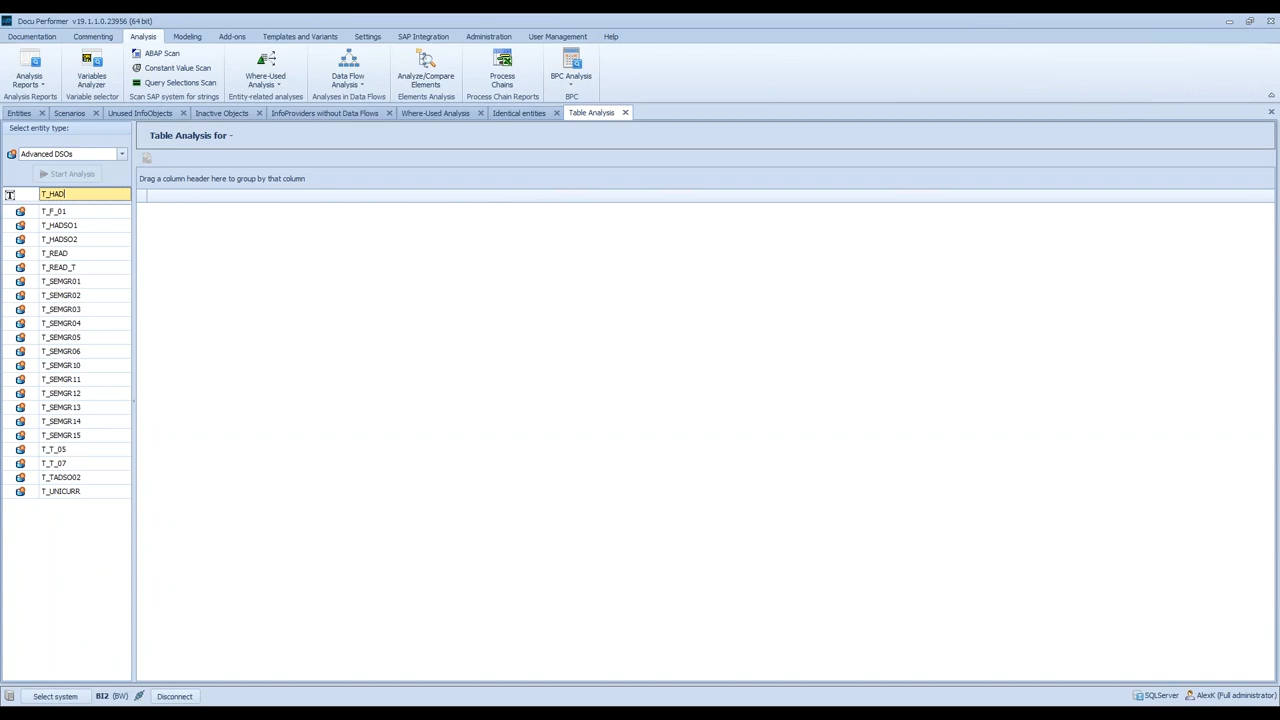 Docu Performer v19.1.1.0.23956 (64 bit)
Documentation Commenting Analysis Modeling Add-ons Templates and Variants Settings SAP Integration Administration User Management Help
Analysis Reports
Variables Analyzer
ABAP Scan
Constant Value Scan
Query Selections Scan
Where-Used Analysis
Data Flow Analysis
Analyze/Compare Elements
Process Chains
BPC Analysis
Analysis Reports Variable selector Scan SAP system for strings Entity-related analyses Analyses in Data Flows Elements Analysis Process Chain Reports BPC
Entities Scenarios Unused InfoObjects Inactive Objects InfoProviders without Data Flows Where-Used Analysis Identical entities Table Analysis
Select entity type:
Advanced DSOs
Start Analysis
T_HAD
T_F_01
T_HADSO1
T_HADSO2
T_READ
T_READ_T
T_SEMGR01
T_SEMGR02
T_SEMGR03
T_SEMGR04
T_SEMGR05
T_SEMGR06
T_SEMGR10
T_SEMGR11
T_SEMGR12
T_SEMGR13
T_SEMGR14
T_SEMGR15
T_T_05
T_T_07
T_TADSO02
T_UNICURR
Table Analysis for -
Drag a column header here to group by that column
Select system BI2 (BW) Disconnect SQLServer AlexK (Full administrator)